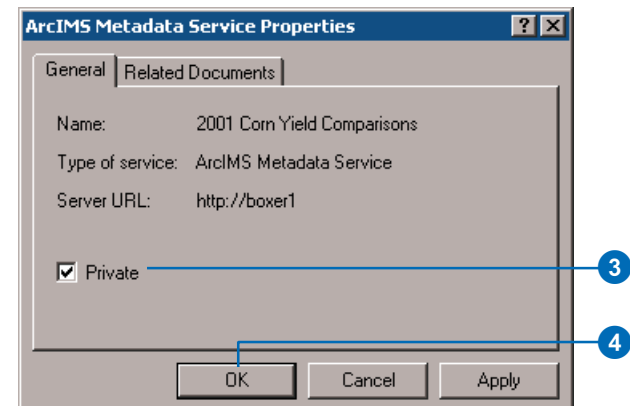 ArcIMS Metadata Service Properties
General Related Documents
Name: 2001 Corn Yield Comparisons
Type of service: ArcIMS Metadata Service
Server URL: http://boxer1
Private 3
4
OK Cancel Apply